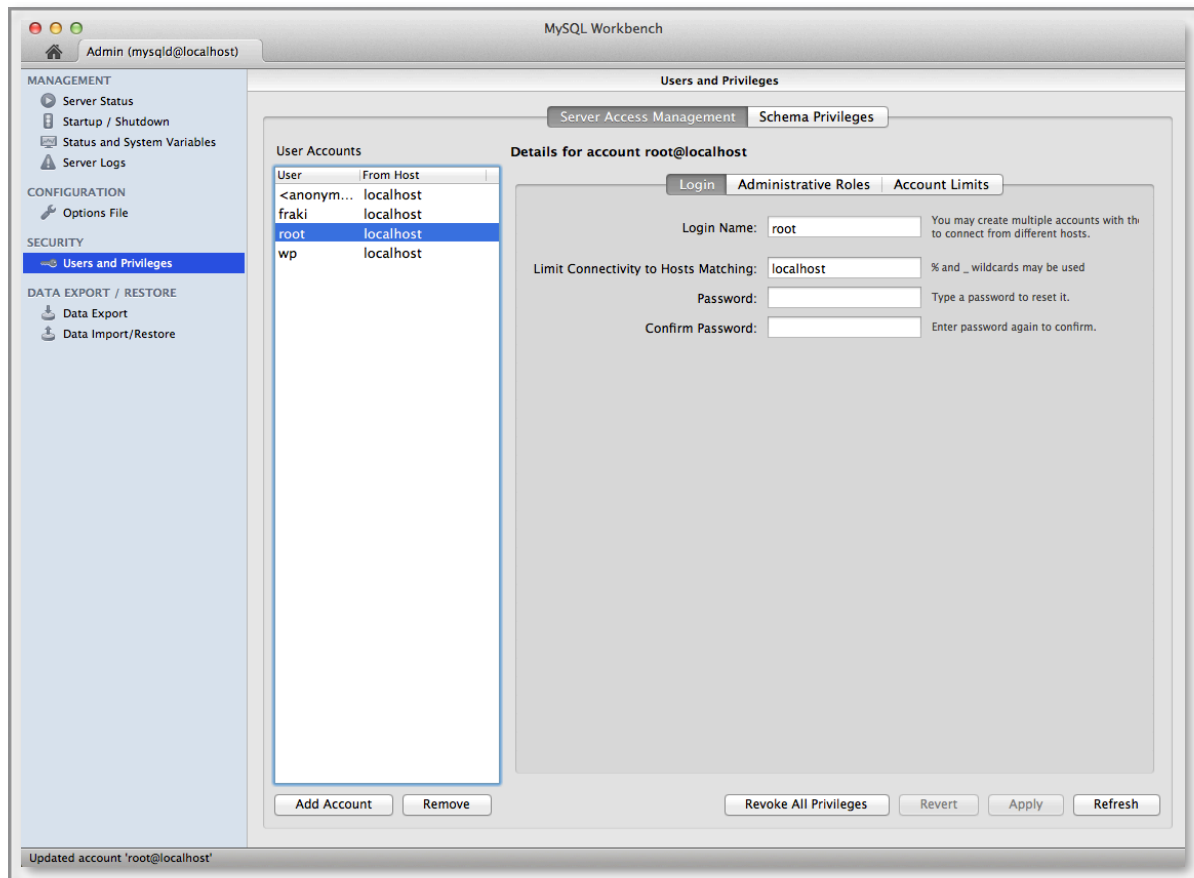 MySQL Workbench
Admin (mysqld@localhost)
MANAGEMENT
Server Status
Startup / Shutdown
Status and System Variables
Server Logs
CONFIGURATION
Options File
SECURITY
Users and Privileges
DATA EXPORT / RESTORE
Data Export
Data Import/Restore
Users and Privileges
Server Access Management Schema Privileges
User Accounts
User From Host
<anonym... localhost
fraki localhost
root localhost
wp localhost
Add Account Remove
Details for account root@localhost
Login Administrative Roles Account Limits
Login Name: root You may create multiple accounts with the
to connect from different hosts.
Limit Connectivity to Hosts Matching: localhost % and _ wildcards may be used
Password: Type a password to reset it.
Confirm Password: Enter password again to confirm.
Revoke All Privileges Revert Apply Refresh
Updated account 'root@localhost'